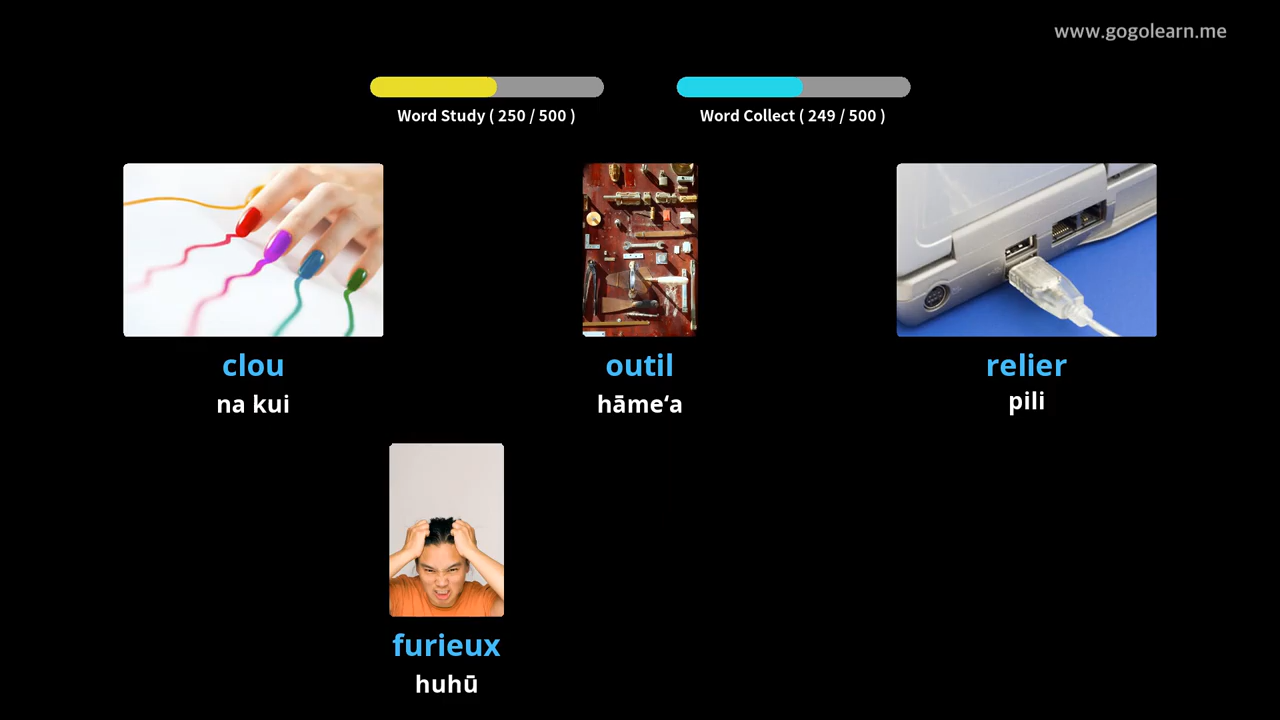 www.gogolearn.me
Word Study ( 250 / 500 )
Word Collect ( 249 / 500 )
clou
na kui
outil
hāmeʻa
relier
pili
furieux
huhū